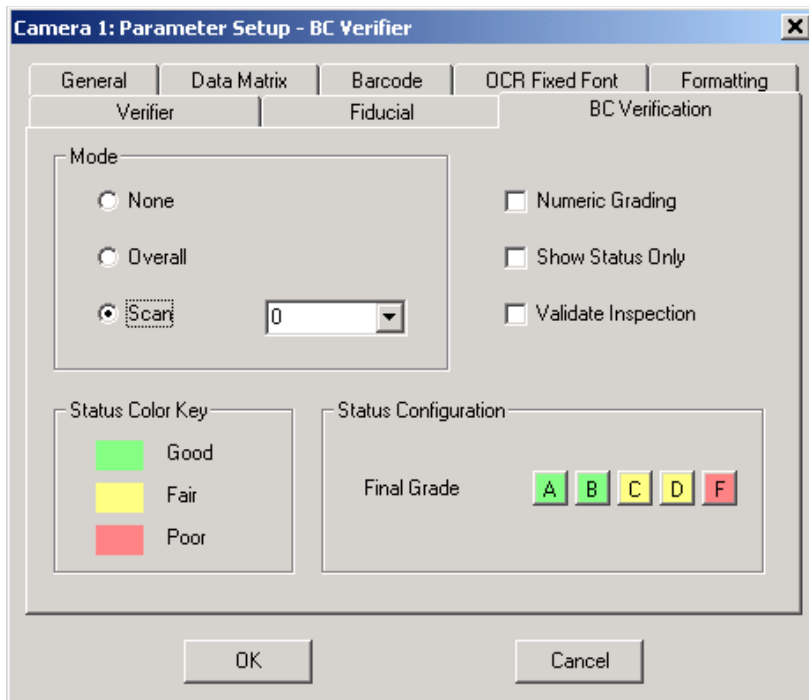 Camera 1: Parameter Setup - BC Verifier
General Data Matrix Barcode OCR Fixed Font Formatting
Verifier Fiducial BC Verification
Mode
None
Overall
Scan 0
Numeric Grading
Show Status Only
Validate Inspection
Status Color Key
Good
Fair
Poor
Status Configuration
Final Grade A B C D F
OK Cancel